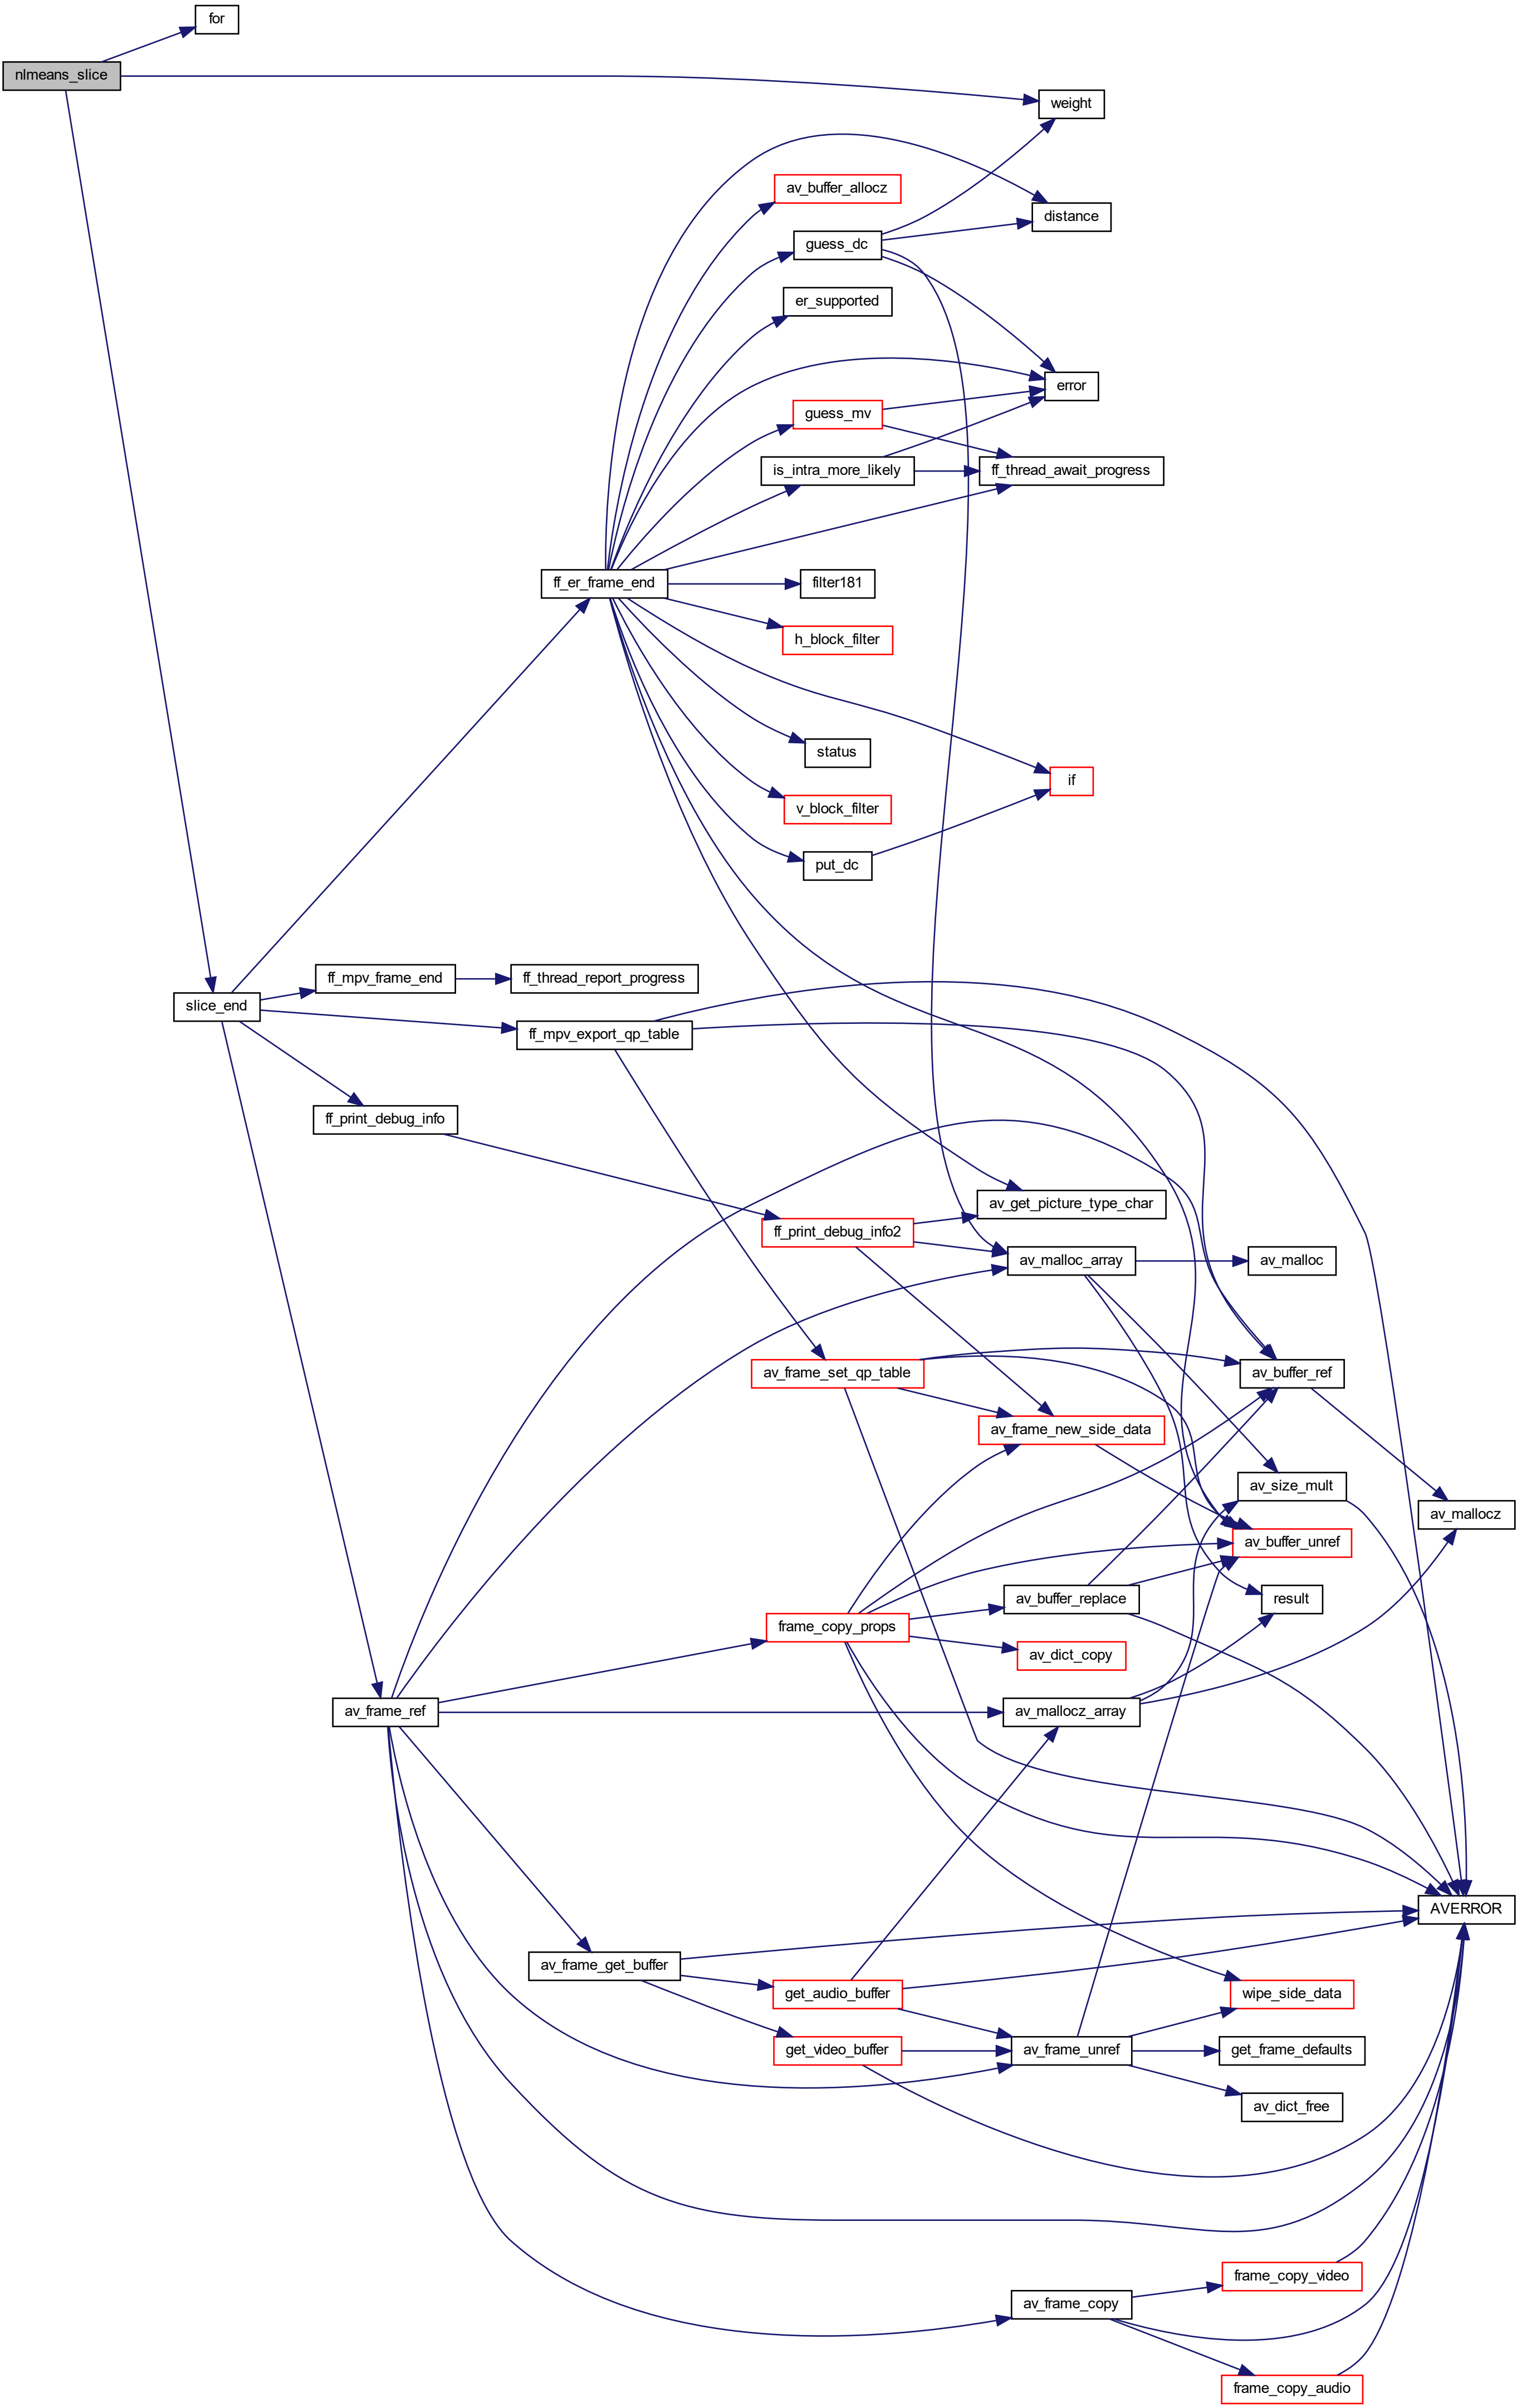 for
nlmeans_slice
weight
av_buffer_allocz
distance
guess_dc
er_supported
error
guess_mv
is_intra_more_likely
ff_thread_await_progress
ff_er_frame_end
filter181
h_block_filter
status
if
v_block_filter
put_dc
ff_mpv_frame_end
ff_thread_report_progress
slice_end
ff_mpv_export_qp_table
ff_print_debug_info
av_get_picture_type_char
ff_print_debug_info2
av_malloc_array
av_malloc
av_frame_set_qp_table
av_buffer_ref
av_frame_new_side_data
av_size_mult
av_mallocz
av_buffer_unref
av_buffer_replace
result
frame_copy_props
av_dict_copy
av_frame_ref
av_mallocz_array
AVERROR
av_frame_get_buffer
get_audio_buffer
wipe_side_data
get_video_buffer
av_frame_unref
get_frame_defaults
av_dict_free
frame_copy_video
av_frame_copy
frame_copy_audio